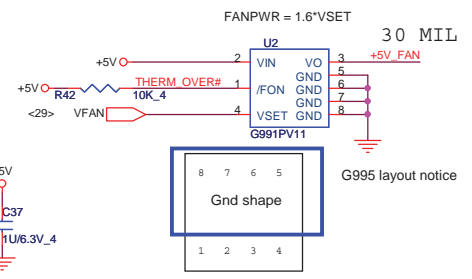 FANPWR = 1.6*VSET
30 MIL
U2
+5V 2 VIN VO 3 +5V_FAN
GND 5
+5V R42 10K_4 THERM_OVER# 1 /FON GND 6
GND 7
<29> VFAN 4 VSET GND 8
G991PV11
G995 layout notice
8 7 6 5
Gnd shape
1 2 3 4
5V
C37
1U/6.3V_4